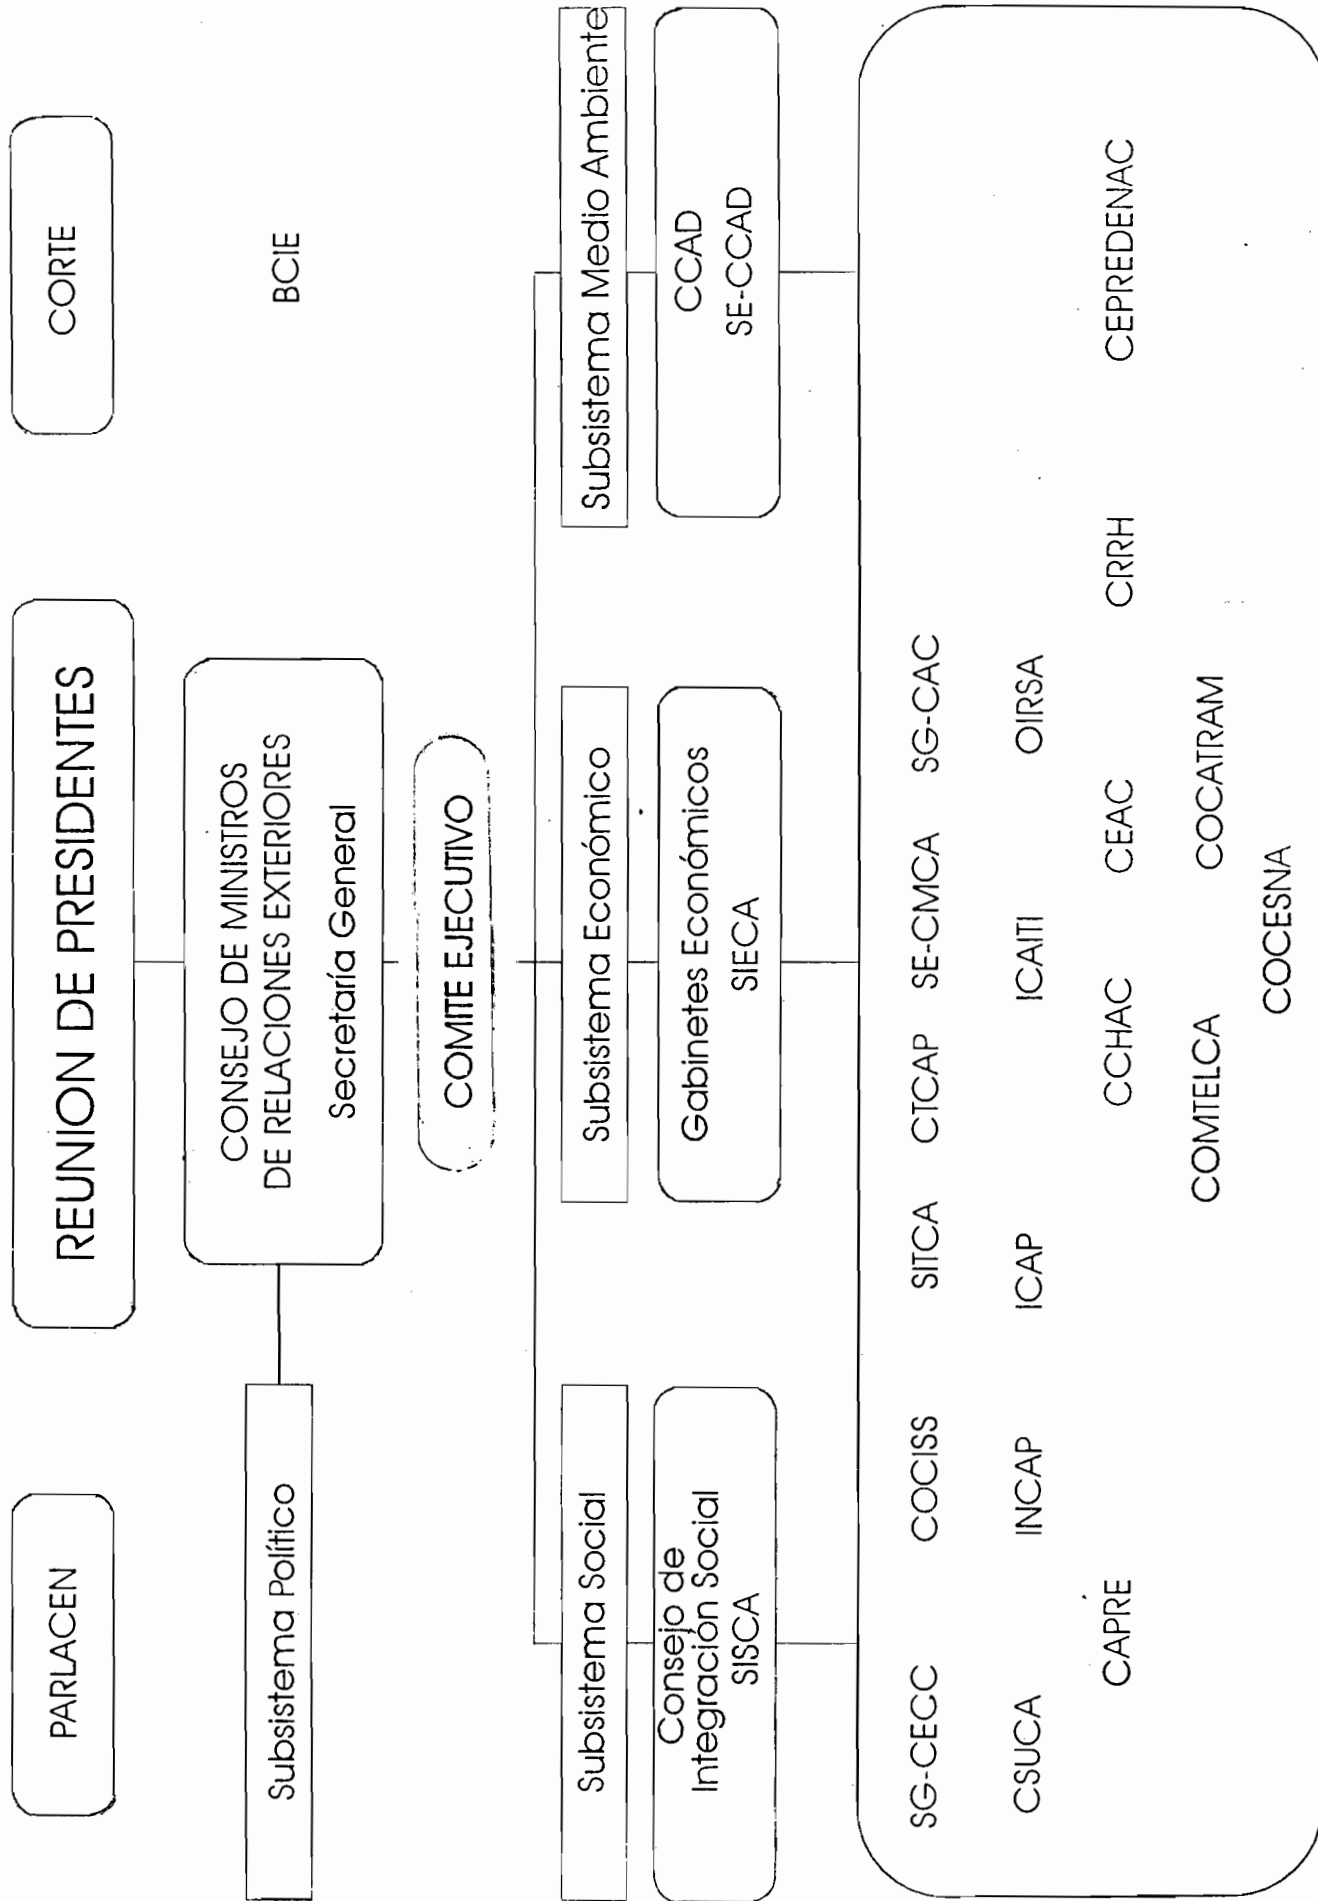 PARLACEN
REUNION DE PRESIDENTES
CORTE
Subsistema Político
CONSEJO DE MINISTROS
DE RELACIONES EXTERIORES
Secretaría General
BCIE
COMITE EJECUTIVO
Subsistema Social
Subsistema Económico
Subsistema Medio Ambiente
Consejo de
Integración Social
SISCA
Gabinetes Económicos
SIECA
CCAD
SE-CCAD
SG-CECC COCISS SITCA CTCAP SE-CMCA SG-CAC
CSUCA INCAP ICAP ICAITI OIRSA
CAPRE CCHAC CEAC CRRH CEPREDENAC
COMTELCA COCATRAM
COCESNA